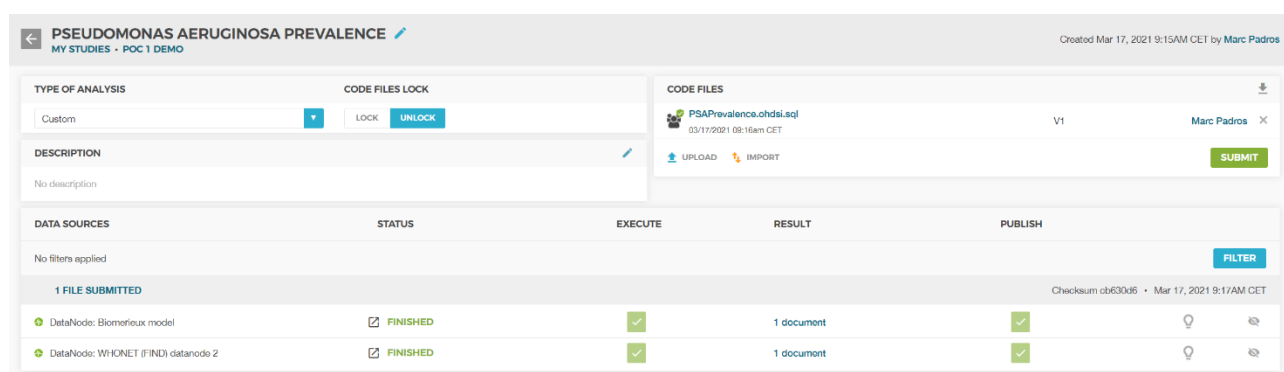 PSEUDOMONAS AERUGINOSA PREVALENCE
MY STUDIES • POC 1 DEMO
Created Mar 17, 2021 9:15AM CET by Marc Padros
TYPE OF ANALYSIS
CODE FILES LOCK
Custom
LOCK UNLOCK
DESCRIPTION
No description
CODE FILES
PSAPrevalence.ohdsi.sql
03/17/2021 09:16am CET
V1
Marc Padros
UPLOAD IMPORT
SUBMIT
DATA SOURCES STATUS EXECUTE RESULT PUBLISH
No filters applied
FILTER
1 FILE SUBMITTED
Checksum cb630d6 • Mar 17, 2021 9:17AM CET
DataNode: Biomerieux model FINISHED 1 document
DataNode: WHONET (FIND) datanode 2 FINISHED 1 document